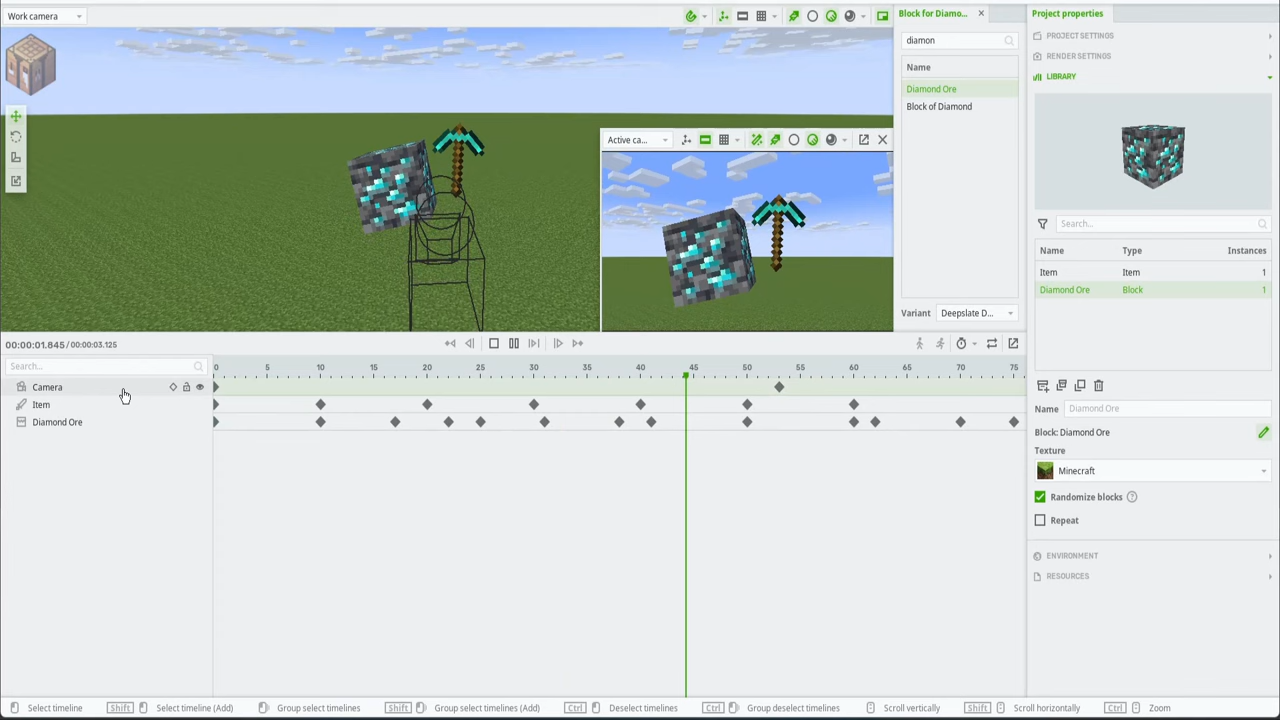 Work camera
Block for Diamo...
Project properties
diamon
Name
Diamond Ore
Block of Diamond
Variant
Deepslate D...
Active ca...
PROJECT SETTINGS
RENDER SETTINGS
LIBRARY
Search...
Name Type Instances
Item Item 1
Diamond Ore Block 1
Name Diamond Ore
Block: Diamond Ore
Texture
Minecraft
Randomize blocks ?
Repeat
ENVIRONMENT
RESOURCES
00:00:01.845 / 00:00:03.125
Search...
0 5 10 15 20 25 30 35 40 45 50 55 60 65 70 75
Camera
Item
Diamond Ore
Select timeline Shift Select timeline (Add) Group select timelines Shift Group select timelines (Add) Ctrl Deselect timelines Ctrl Group deselect timelines Scroll vertically Shift Scroll horizontally Ctrl Zoom